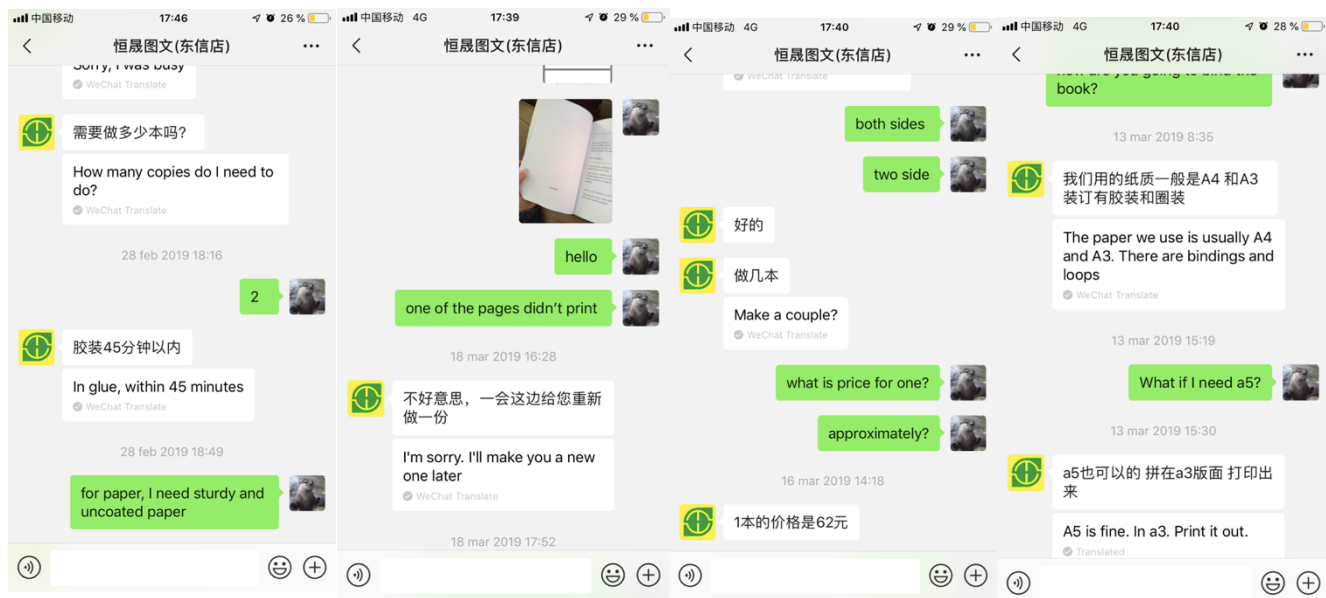 中国移动 17:46 26 %
恒晟图文(东信店)
Sorry, I was busy
WeChat Translate
需要做多少本吗?
How many copies do I need to
do?
WeChat Translate
28 feb 2019 18:16
2
胶装45分钟以内
In glue, within 45 minutes
WeChat Translate
28 feb 2019 18:49
for paper, I need sturdy and
uncoated paper
中国移动 4G 17:39 29 %
恒晟图文(东信店)
hello
one of the pages didn't print
18 mar 2019 16:28
不好意思，一会这边给您重新
做一份
I'm sorry. I'll make you a new
one later
WeChat Translate
18 mar 2019 17:52
中国移动 4G 17:40 29 %
恒晟图文(东信店)
WeChat Translate
both sides
two side
好的
做几本
Make a couple?
WeChat Translate
what is price for one?
approximately?
16 mar 2019 14:18
1本的价格是62元
中国移动 4G 17:40 28 %
恒晟图文(东信店)
how are you going to bind the
book?
13 mar 2019 8:35
我们用的纸质一般是A4 和A3
装订有胶装和圈装
The paper we use is usually A4
and A3. There are bindings and
loops
WeChat Translate
13 mar 2019 15:19
What if I need a5?
13 mar 2019 15:30
a5也可以的 拼在a3版面 打印出
来
A5 is fine. In a3. Print it out.
Translated